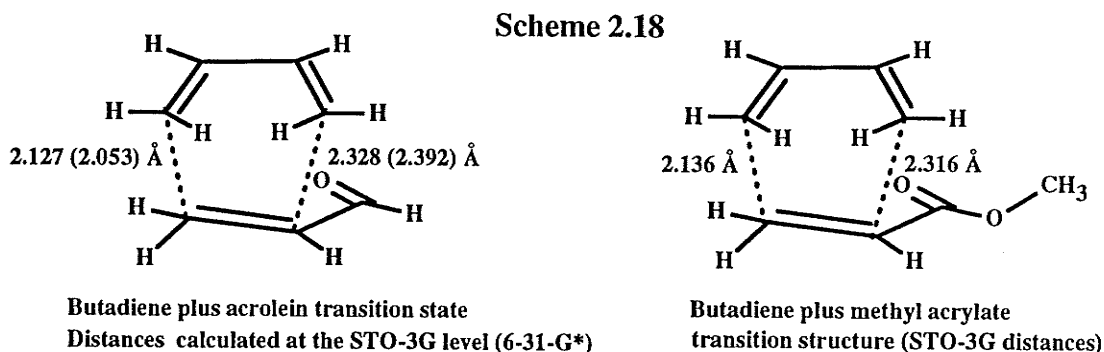 Scheme 2.18
H H H H H H
2.127 (2.053) Å 2.328 (2.392) Å
O
H H
H H
Butadiene plus acrolein transition state
Distances calculated at the STO-3G level (6-31-G*)
H H H H H H
2.136 Å 2.316 Å
O CH3
H O
H H
Butadiene plus methyl acrylate
transition structure (STO-3G distances)